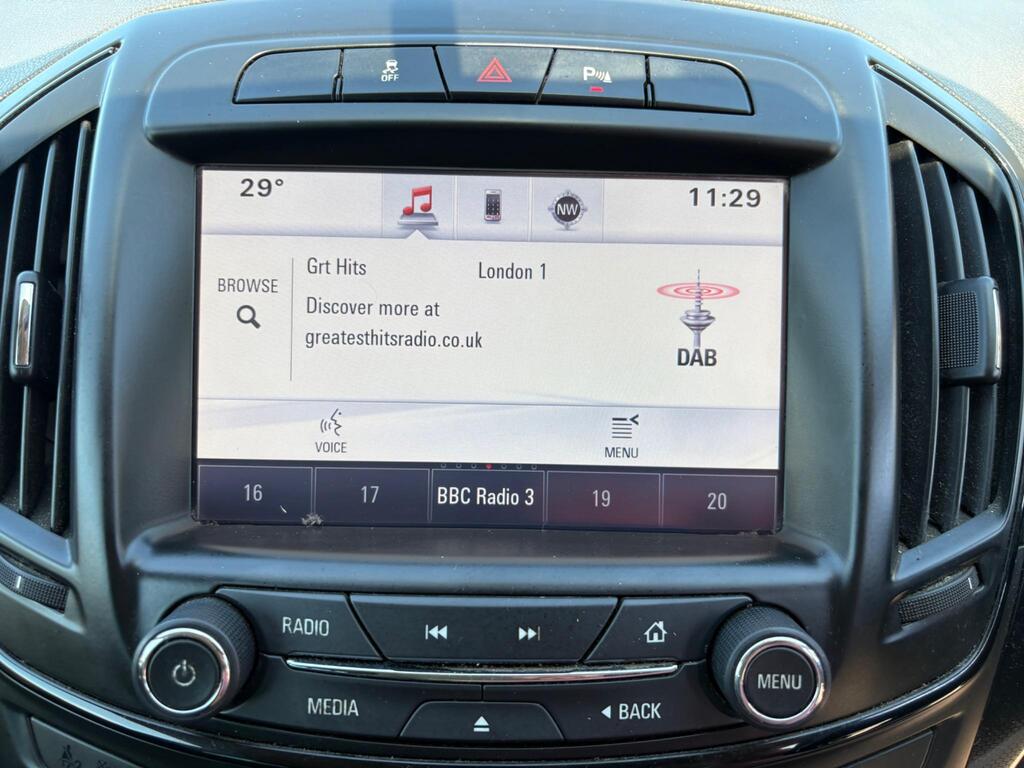 OFF
P
29°
NW
11:29
BROWSE
Grt Hits
London 1
Discover more at
greatesthitsradio.co.uk
DAB
VOICE
MENU
16
17
BBC Radio 3
19
20
RADIO
MEDIA
BACK
MENU